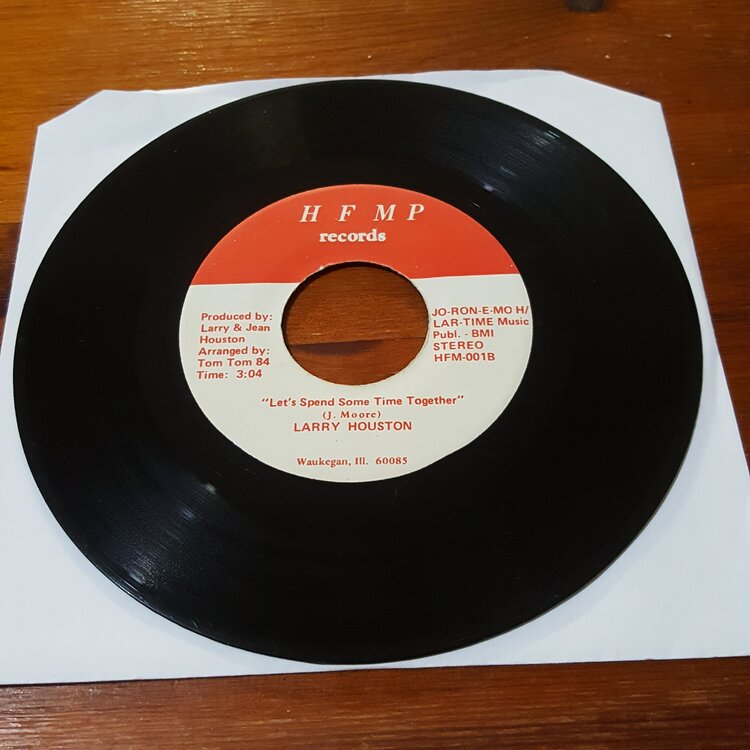 H F M P
records
Produced by:
Larry & Jean
Houston
Arranged by:
Tom Tom 84
Time: 3:04
JO-RON-E-MO H/
LAR-TIME Music
Publ. - BMI
STEREO
HFM-001B
"Let's Spend Some Time Together"
(J. Moore)
LARRY HOUSTON
Waukegan, Ill. 60085